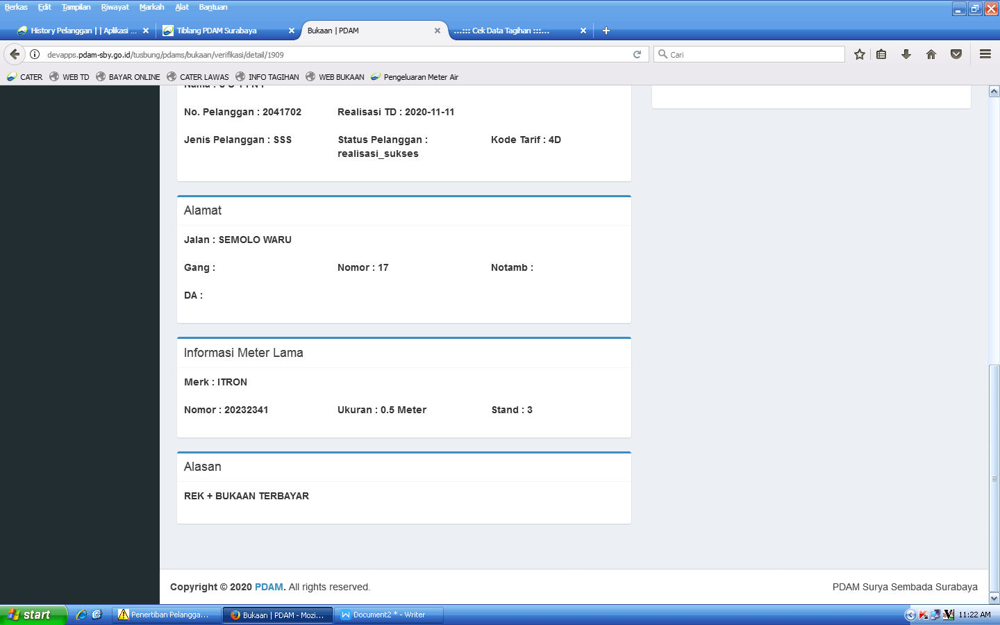 Berkas Edit Tampilan Riwayat Markah Alat Bantuan
History Pelanggan | | Aplikasi ... Tiblang PDAM Surabaya Bukaan | PDAM ...::: Cek Data Tagihan :::...
devapps.pdam-sby.go.id/tusbung/pdams/bukaan/verifikasi/detail/1909 Cari
CATER WEB TD BAYAR ONLINE CATER LAWAS INFO TAGIHAN WEB BUKAAN Pengeluaran Meter Air
No. Pelanggan : 2041702 Realisasi TD : 2020-11-11
Jenis Pelanggan : SSS Status Pelanggan : Kode Tarif : 4D
realisasi_sukses
Alamat
Jalan : SEMOLO WARU
Gang : Nomor : 17 Notamb :
DA :
Informasi Meter Lama
Merk : ITRON
Nomor : 20232341 Ukuran : 0.5 Meter Stand : 3
Alasan
REK + BUKAAN TERBAYAR
Copyright © 2020 PDAM. All rights reserved. PDAM Surya Sembada Surabaya
start Penertiban Pelangga... Bukaan | PDAM - Mozi... Document2 * - Writer 11:22 AM